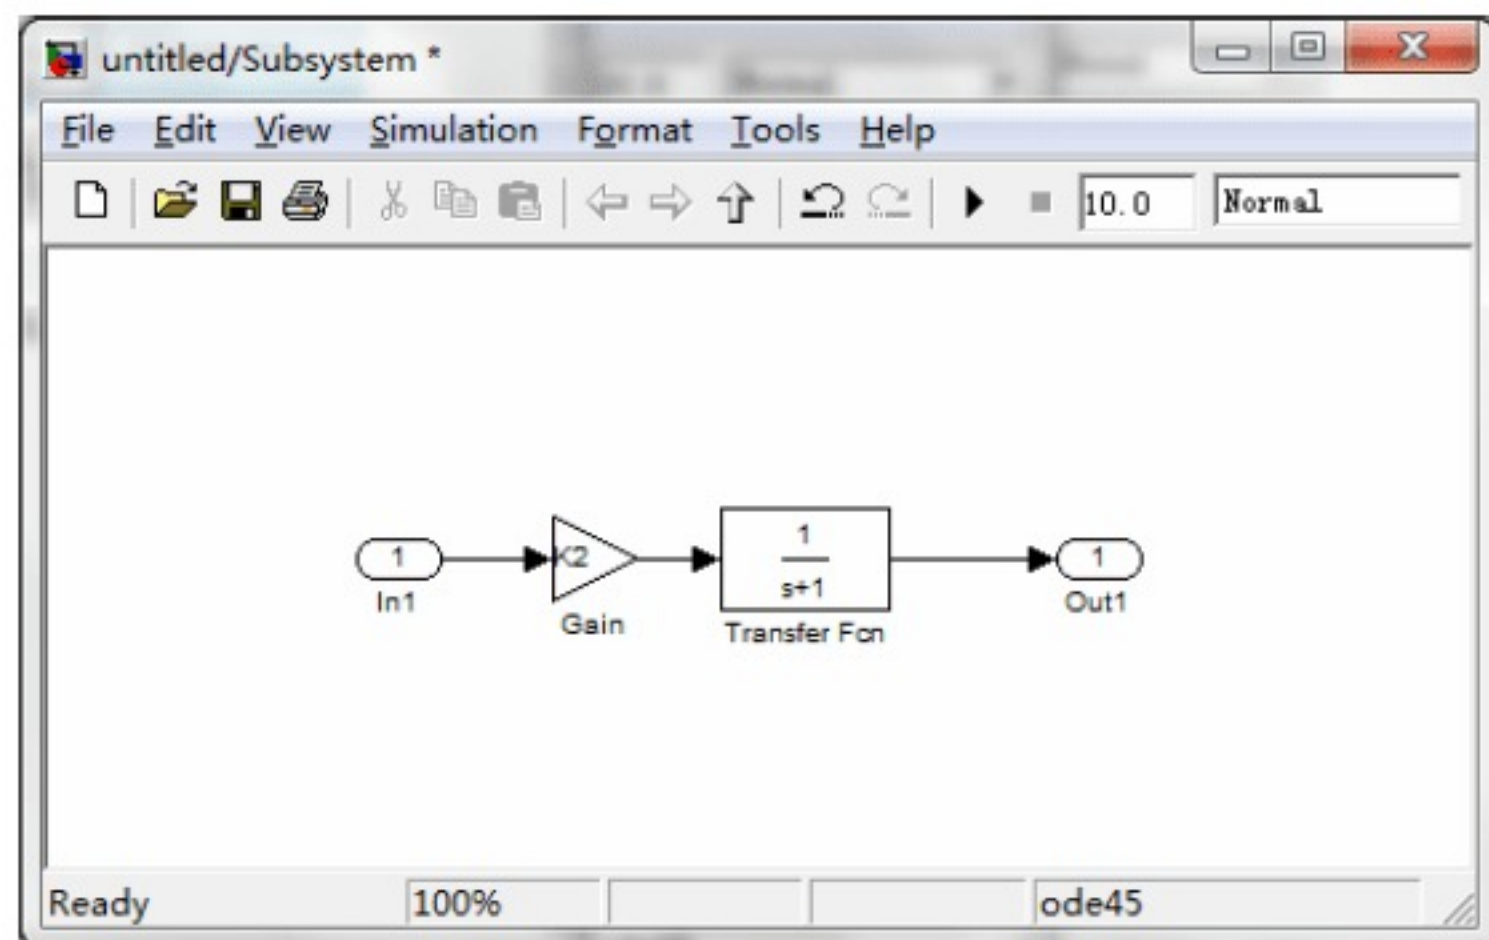 untitled/Subsystem *
File Edit View Simulation Format Tools Help
10.0 Normal
1
In1
K2
Gain
1
s+1
Transfer Fcn
1
Out1
Ready 100% ode45